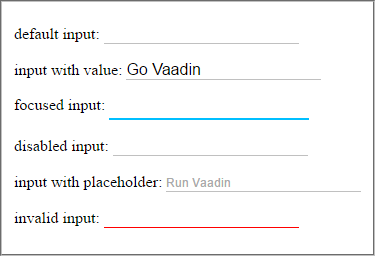 default input:
input with value: Go Vaadin
focused input:
disabled input:
input with placeholder: Run Vaadin
invalid input: